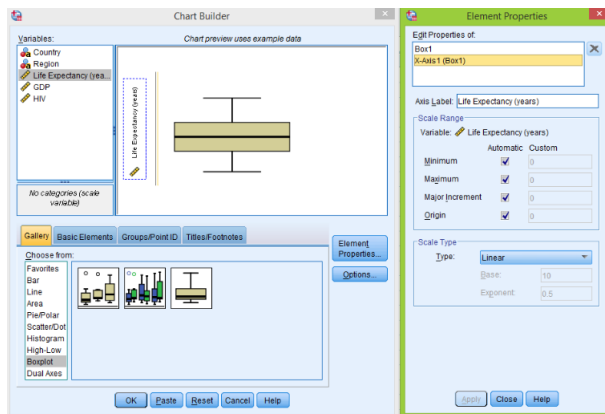 Chart Builder
Variables:
Country
Region
Life Expectancy (yea...
GDP
HIV
No categories (scale
variable)
Chart preview uses example data
Life Expectancy (years)
Gallery Basic Elements Groups/Point ID Titles/Footnotes
Choose from:
Favorites
Bar
Line
Area
Pie/Polar
Scatter/Dot
Histogram
High-Low
Boxplot
Dual Axes
Element
Properties...
Options...
OK Paste Reset Cancel Help
Element Properties
Edit Properties of:
Box1
X-Axis1 (Box1)
Axis Label: Life Expectancy (years)
Scale Range
Variable: Life Expectancy (years)
Automatic Custom
Minimum 0
Maximum 0
Major Increment 0
Origin 0
Scale Type
Type: Linear
Base: 10
Exponent: 0.5
Apply Close Help